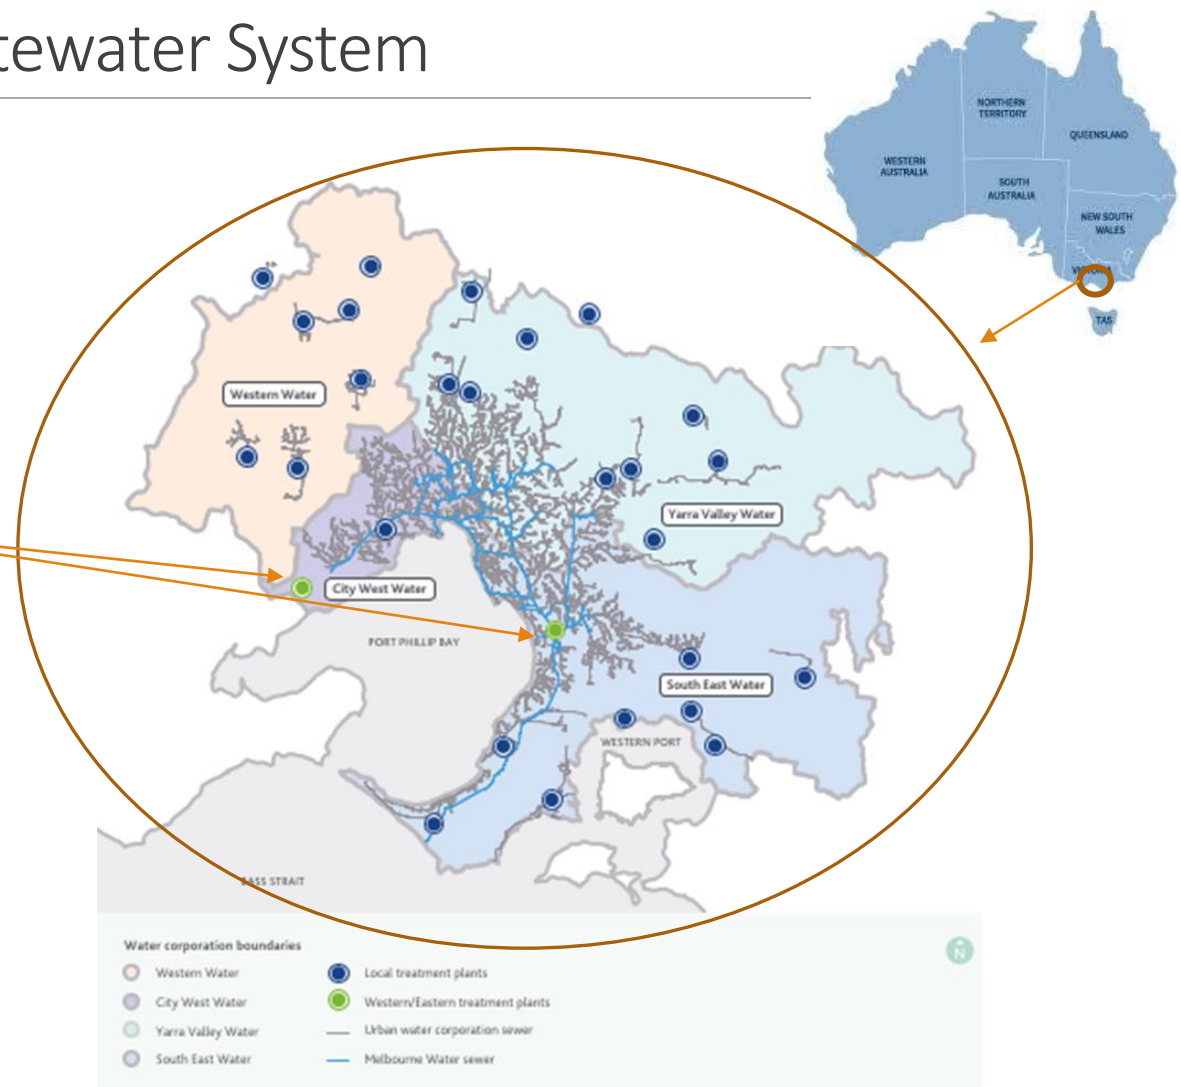 tewater System
NORTHERN
TERRITORY
QUEENSLAND
WESTERN
AUSTRALIA
SOUTH
AUSTRALIA
NEW SOUTH
WALES
VICTORIA
TAS
Western Water
Yarra Valley Water
City West Water
PORT PHILLIP BAY
South East Water
WESTERN PORT
BASS STRAIT
Water corporation boundaries
Western Water
City West Water
Yarra Valley Water
South East Water
Local treatment plants
Western/Eastern treatment plants
Urban water corporation sewer
Melbourne Water sewer
N